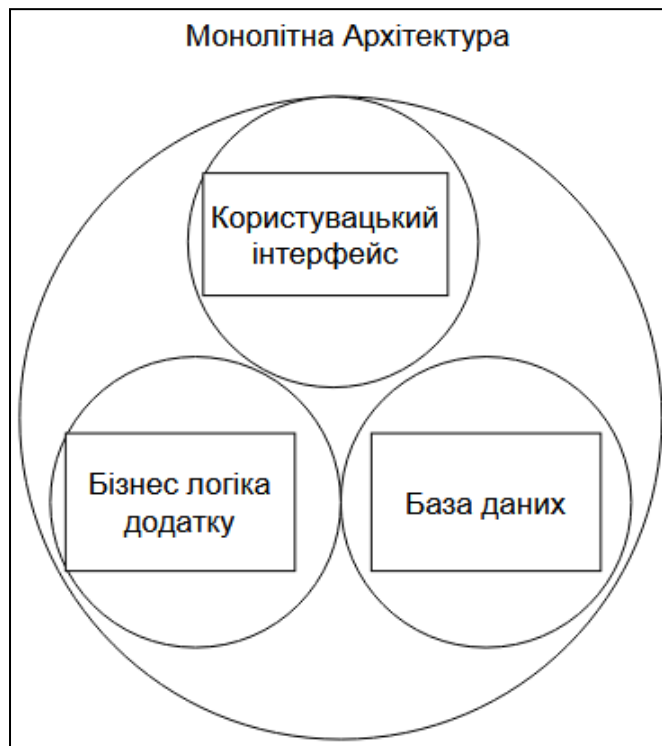 Монолітна Архітектура
Користувацький
інтерфейс
Бізнес логіка
додатку
База даних